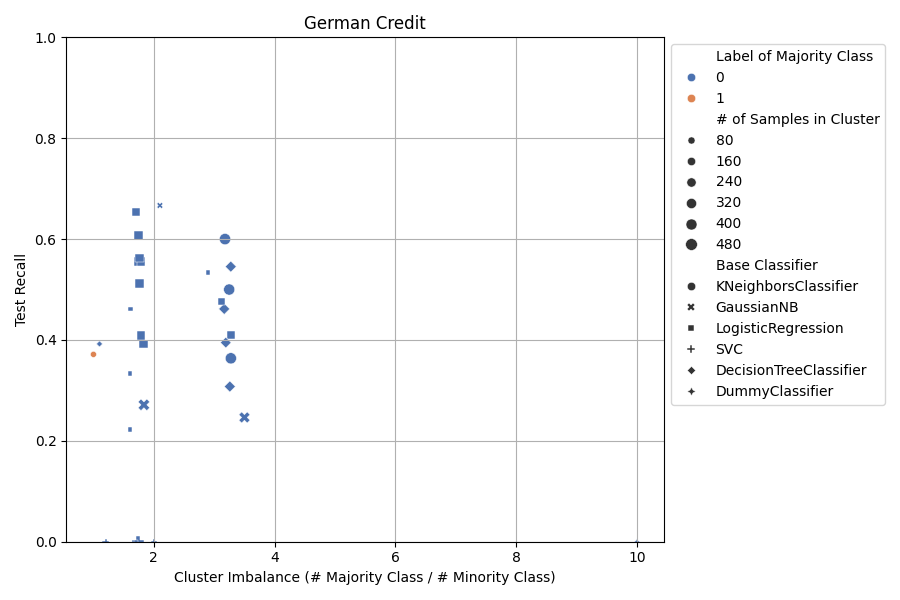 German Credit
Test Recall
1.0
0.8
0.6
0.4
0.2
0.0
2
4
6
8
10
Cluster Imbalance (# Majority Class / # Minority Class)
Label of Majority Class
0
1
# of Samples in Cluster
80
160
240
320
400
480
Base Classifier
KNeighborsClassifier
GaussianNB
LogisticRegression
SVC
DecisionTreeClassifier
DummyClassifier